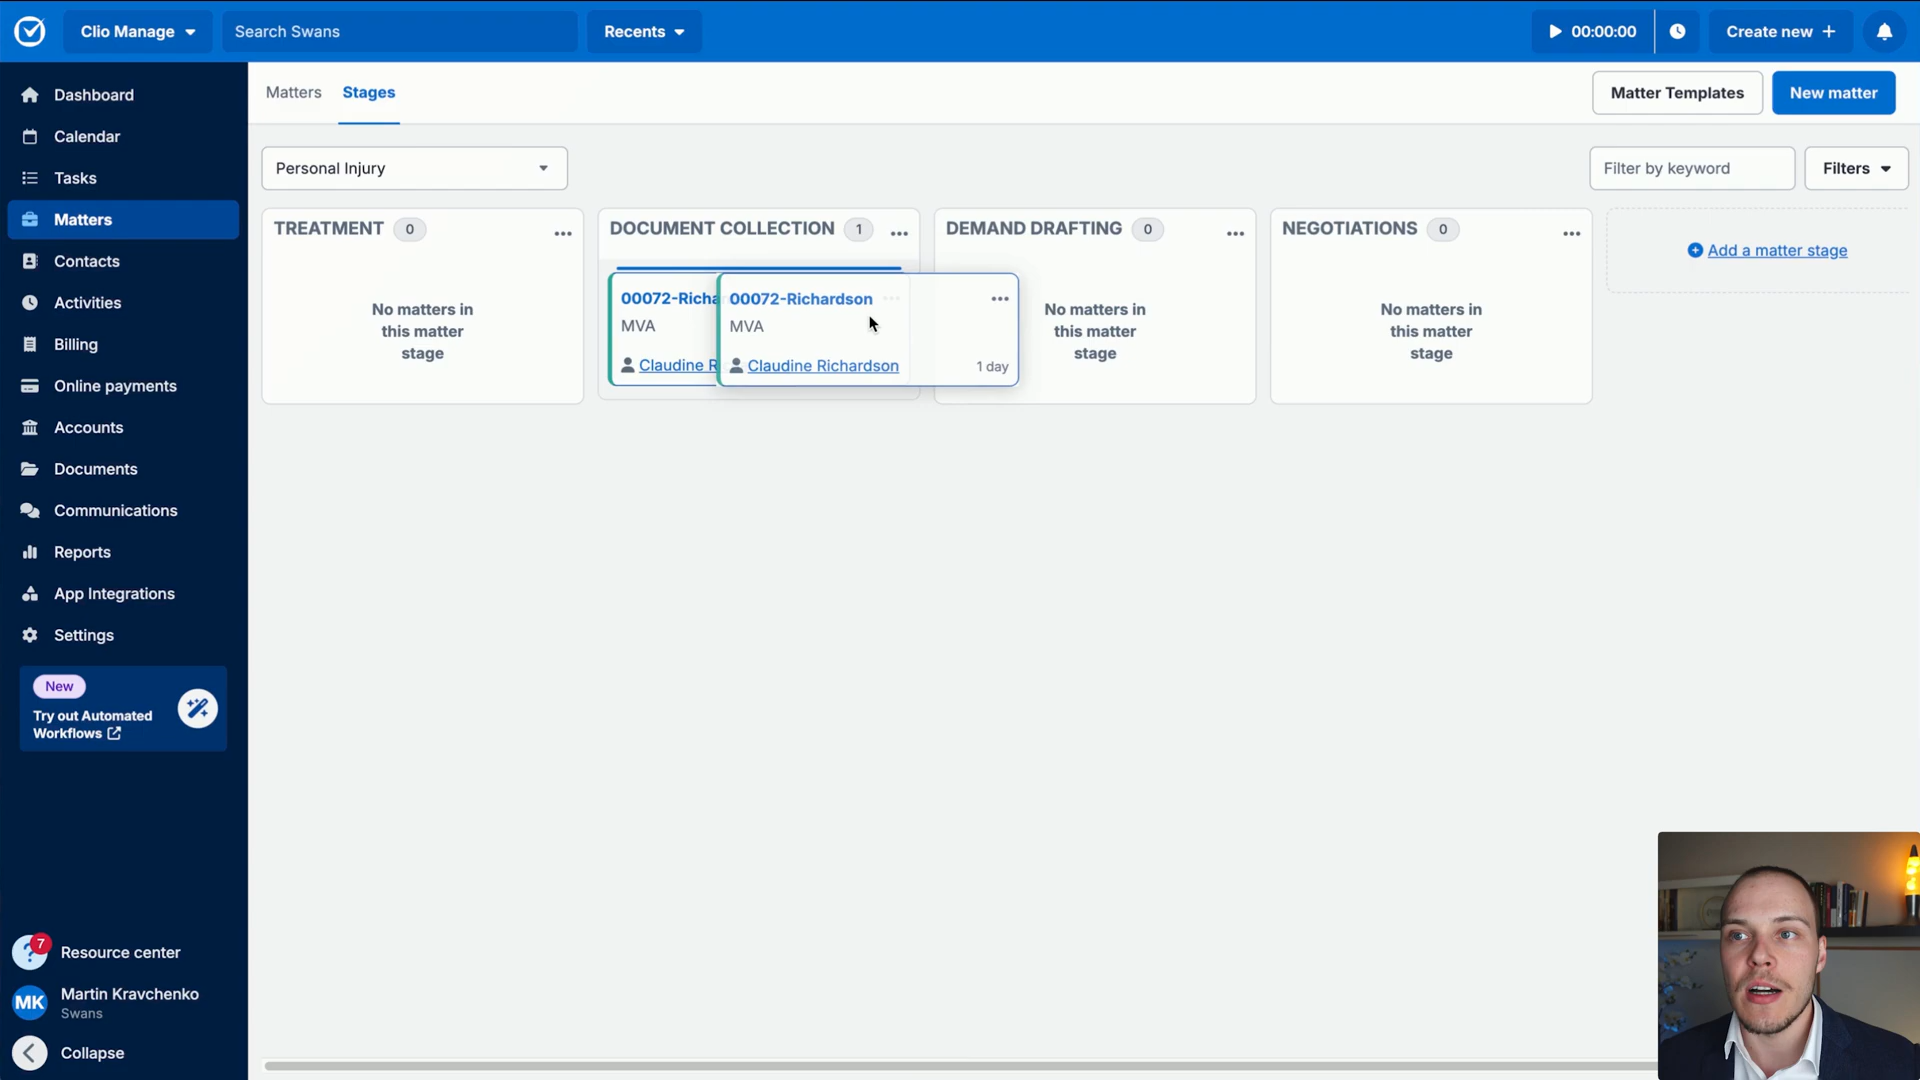 Clio Manage
Search Swans
Recents
00:00:00
Create new
Dashboard
Calendar
Tasks
Matters
Contacts
Activities
Billing
Online payments
Accounts
Documents
Communications
Reports
App Integrations
Settings
New
Try out Automated
Workflows
7
Resource center
MK
Martin Kravchenko
Swans
Collapse
Matters
Stages
Matter Templates
New matter
Personal Injury
Filter by keyword
Filters
TREATMENT 0
No matters in
this matter
stage
DOCUMENT COLLECTION 1
00072-Richa
MVA
Claudine R
00072-Richardson
MVA
Claudine Richardson
1 day
DEMAND DRAFTING 0
No matters in
this matter
stage
NEGOTIATIONS 0
No matters in
this matter
stage
Add a matter stage